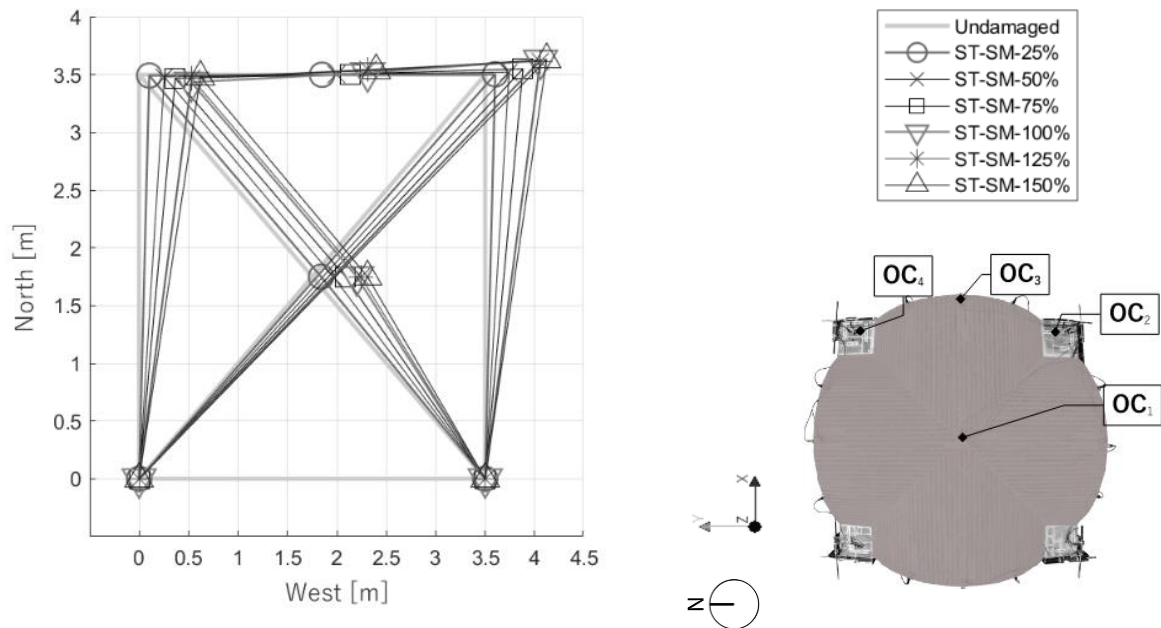 4
3.5
3
2.5
2
1.5
1
0.5
0
North [m]
0 0.5 1 1.5 2 2.5 3 3.5 4 4.5
West [m]
Undamaged
ST-SM-25%
ST-SM-50%
ST-SM-75%
ST-SM-100%
ST-SM-125%
ST-SM-150%
OC₄
OC₃
OC₂
OC₁
X
Y
Z
N